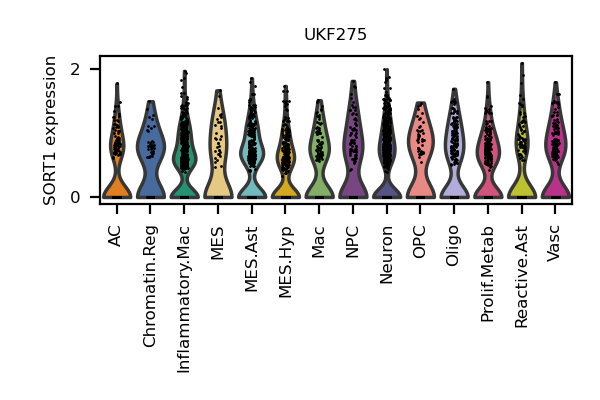 UKF275
SORT1 expression
2
0
AC
Chromatin.Reg
Inflammatory.Mac
MES
MES.Ast
MES.Hyp
Mac
NPC
Neuron
OPC
Oligo
Prolif.Metab
Reactive.Ast
Vasc